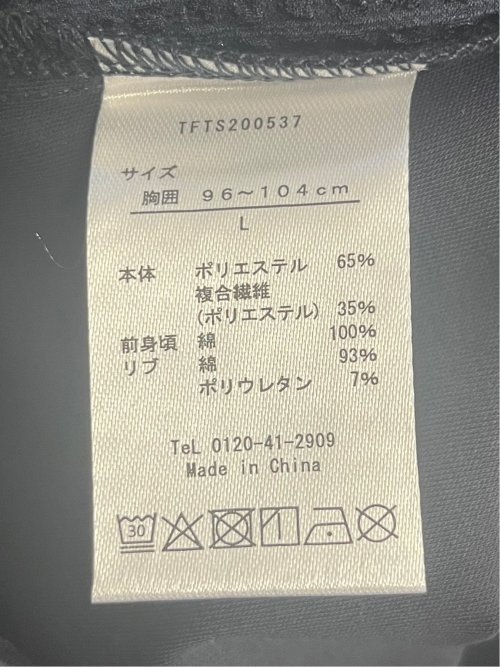 TFTS200537
サイズ
胸囲 96～104cm
L
本体 ポリエステル 65%
複合繊維
(ポリエステル) 35%
前身頃 綿 100%
リブ 綿 93%
ポリウレタン 7%
TeL 0120-41-2909
Made in China
30